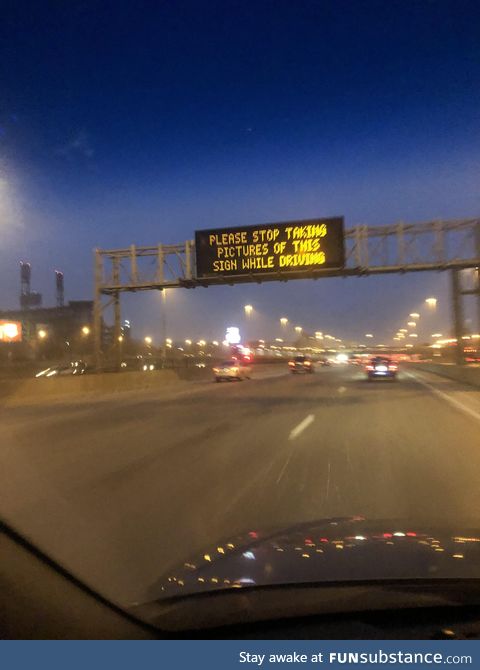 PLEASE STOP TAKING
PICTURES OF THIS
SIGN WHILE DRIVING
Stay awake at FUNsubstance.com